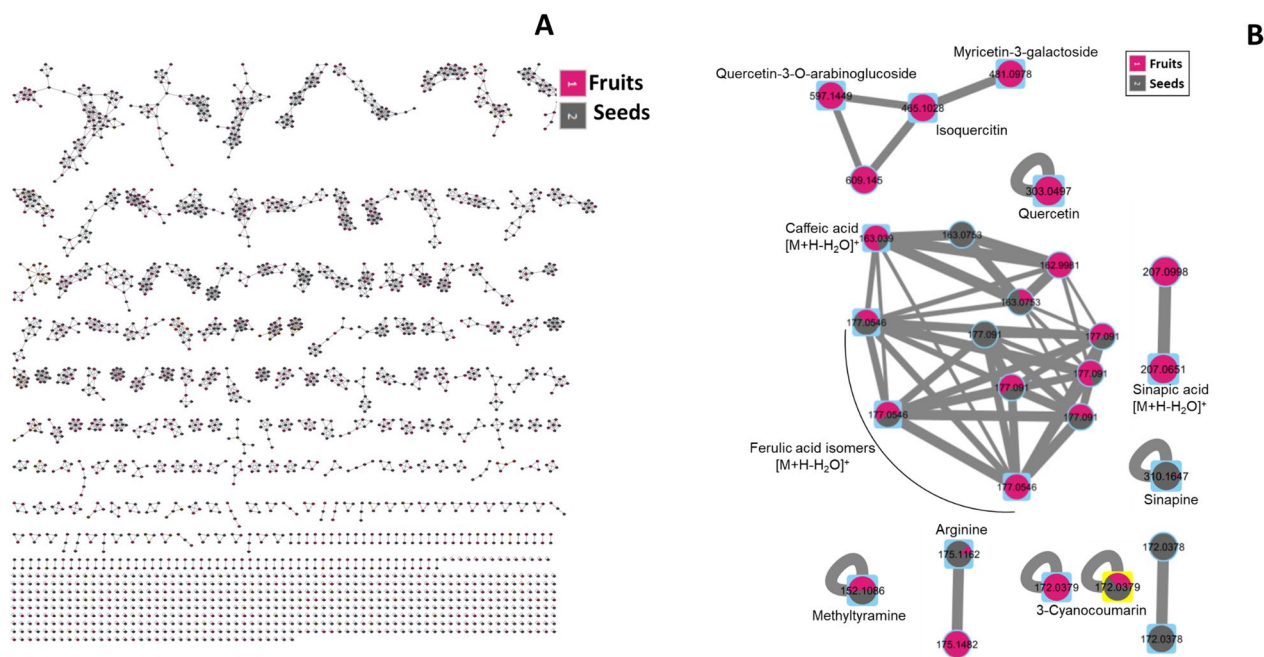 A
1 Fruits
2 Seeds
B
1 Fruits
2 Seeds
Myricetin-3-galactoside
481.0978
Quercetin-3-O-arabinoglucoside
597.1449
465.1028
Isoquercitin
609.145
303.0497
Quercetin
Caffeic acid
[M+H-H₂O]⁺
163.039
163.0753
162.9981
163.0753
207.0998
177.0546
177.091
177.091
177.091
177.091
207.0651
Sinapic acid
[M+H-H₂O]⁺
177.0546
177.091
Ferulic acid isomers
[M+H-H₂O]⁺
177.0546
310.1647
Sinapine
Arginine
175.1162
172.0378
152.1086
Methyltyramine
172.0379
172.0379
3-Cyanocoumarin
175.1482
172.0378